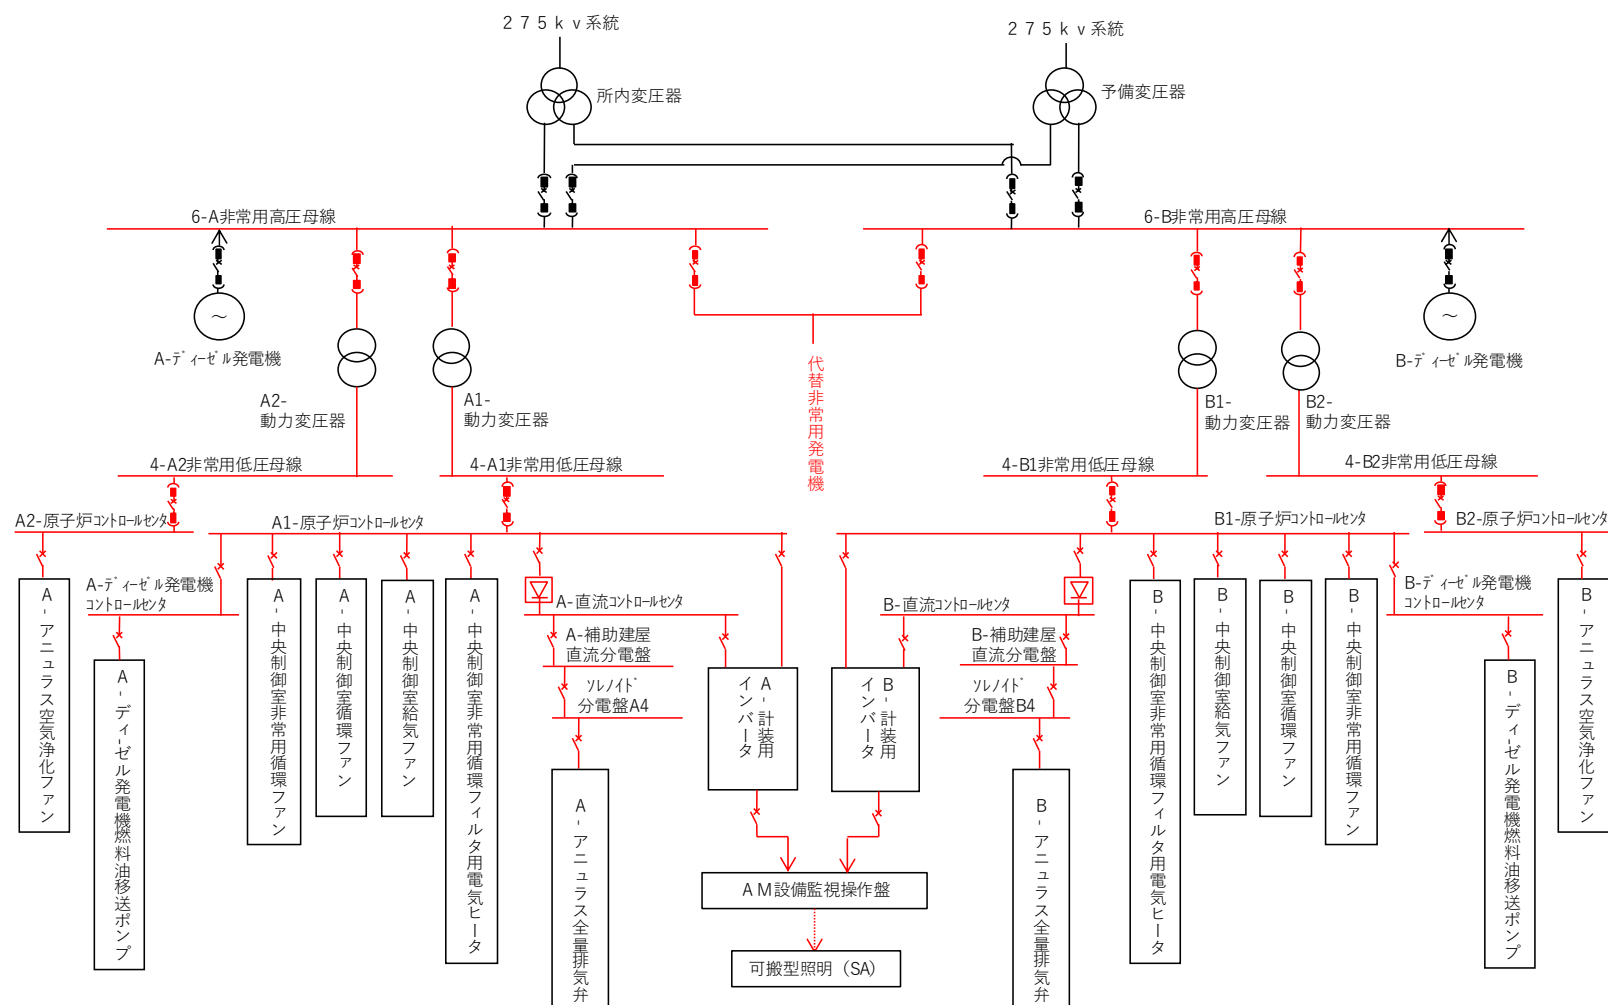 ２７５ｋｖ系統
２７５ｋｖ系統
所内変圧器
予備変圧器
6-A非常用高圧母線
6-B非常用高圧母線
～
～
A-ﾃﾞｨｰｾﾞﾙ発電機
B-ﾃﾞｨｰｾﾞﾙ発電機
代替非常用発電機
A2-
動力変圧器
A1-
動力変圧器
B1-
動力変圧器
B2-
動力変圧器
4-A2非常用低圧母線
4-A1非常用低圧母線
4-B1非常用低圧母線
4-B2非常用低圧母線
A2-原子炉ｺﾝﾄﾛｰﾙｾﾝﾀ
A1-原子炉ｺﾝﾄﾛｰﾙｾﾝﾀ
B1-原子炉ｺﾝﾄﾛｰﾙｾﾝﾀ
B2-原子炉ｺﾝﾄﾛｰﾙｾﾝﾀ
A-ﾃﾞｨｰｾﾞﾙ発電機
ｺﾝﾄﾛｰﾙｾﾝﾀ
A-直流ｺﾝﾄﾛｰﾙｾﾝﾀ
B-直流ｺﾝﾄﾛｰﾙｾﾝﾀ
B-ﾃﾞｨｰｾﾞﾙ発電機
ｺﾝﾄﾛｰﾙｾﾝﾀ
A-補助建屋
直流分電盤
B-補助建屋
直流分電盤
ｿﾚﾉｲﾄﾞ
分電盤A4
ｿﾚﾉｲﾄﾞ
分電盤B4
A-アニュラス空気浄化ファン
A-ディーゼル発電機燃料油移送ポンプ
A-中央制御室非常用循環ファン
A-中央制御室循環ファン
A-中央制御室給気ファン
A-中央制御室非常用循環フィルタ用電気ヒータ
A-アニュラス全量排気弁
A-計装用
インバータ
B-計装用
インバータ
B-アニュラス全量排気弁
B-中央制御室非常用循環フィルタ用電気ヒータ
B-中央制御室給気ファン
B-中央制御室循環ファン
B-中央制御室非常用循環ファン
B-ディーゼル発電機燃料油移送ポンプ
B-アニュラス空気浄化ファン
ＡＭ設備監視操作盤
可搬型照明（SA）